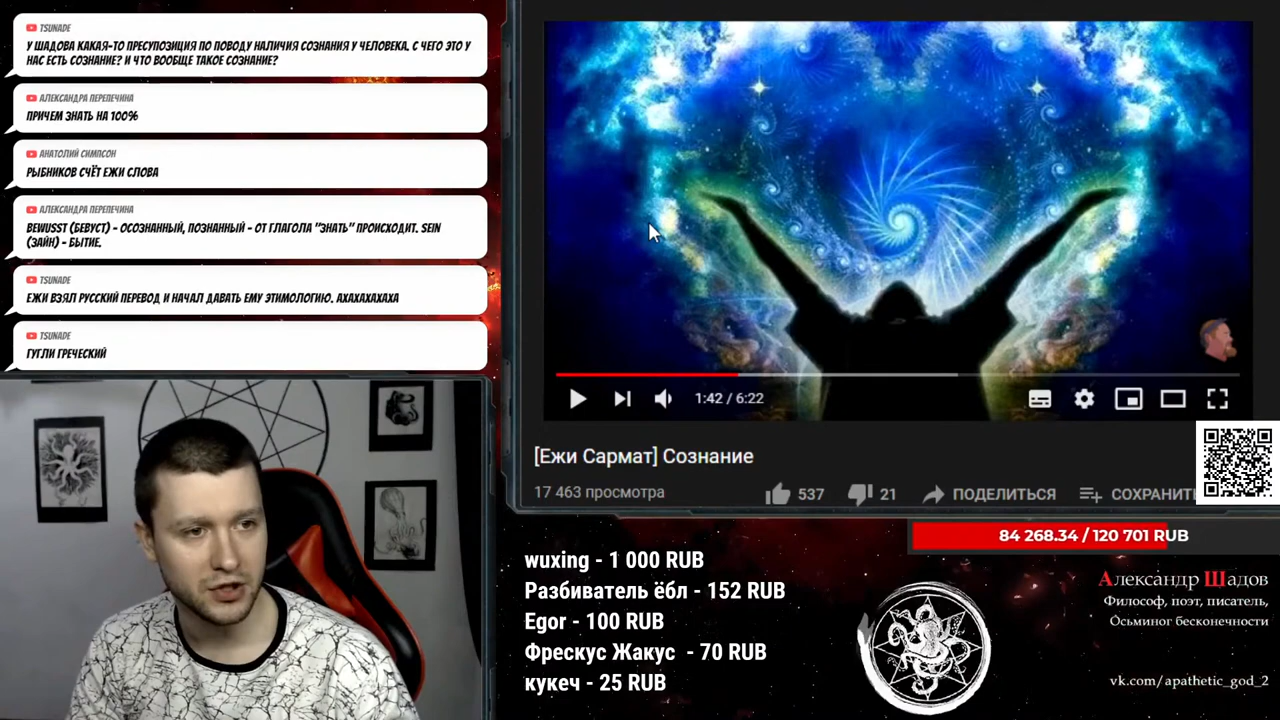 TSUNADE
У ШАДОВА КАКАЯ-ТО ПРЕСУПОЗИЦИЯ ПО ПОВОДУ НАЛИЧИЯ СОЗНАНИЯ У ЧЕЛОВЕКА. С ЧЕГО ЭТО У
НАС ЕСТЬ СОЗНАНИЕ? И ЧТО ВООБЩЕ ТАКОЕ СОЗНАНИЕ?
АЛЕКСАНДРА ПЕРЕПЕЧИНА
ПРИЧЕМ ЗНАТЬ НА 100%
АНАТОЛИЙ СИМПСОН
РЫБНИКОВ СЧЁТ ЕЖИ СЛОВА
АЛЕКСАНДРА ПЕРЕПЕЧИНА
BEWUSST (БЕВУСТ) - ОСОЗНАННЫЙ, ПОЗНАННЫЙ - ОТ ГЛАГОЛА "ЗНАТЬ" ПРОИСХОДИТ. SEIN
(ЗАЙН) - БЫТИЕ.
TSUNADE
ЕЖИ ВЗЯЛ РУССКИЙ ПЕРЕВОД И НАЧАЛ ДАВАТЬ ЕМУ ЭТИМОЛОГИЮ. АХАХАХАХАХА
TSUNADE
ГУГЛИ ГРЕЧЕСКИЙ
1:42 / 6:22
[Ежи Сармат] Сознание
17 463 просмотра
537
21
ПОДЕЛИТЬСЯ
СОХРАНИТЬ
84 268.34 / 120 701 RUB
wuxing - 1 000 RUB
Разбиватель ёбл - 152 RUB
Egor - 100 RUB
Фрескус Жакус - 70 RUB
кукеч - 25 RUB
Александр Шадов
Философ, поэт, писатель,
Осьминог бесконечности
vk.com/apathetic_god_2